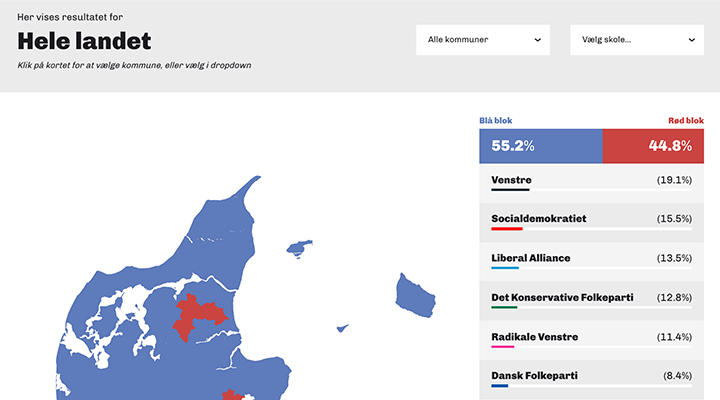 Her vises resultatet for
Hele landet
Klik på kortet for at vælge kommune, eller vælg i dropdown
Alle kommuner
Vælg skole...
Blå blok
Rød blok
55.2%
44.8%
Venstre (19.1%)
Socialdemokratiet (15.5%)
Liberal Alliance (13.5%)
Det Konservative Folkeparti (12.8%)
Radikale Venstre (11.4%)
Dansk Folkeparti (8.4%)